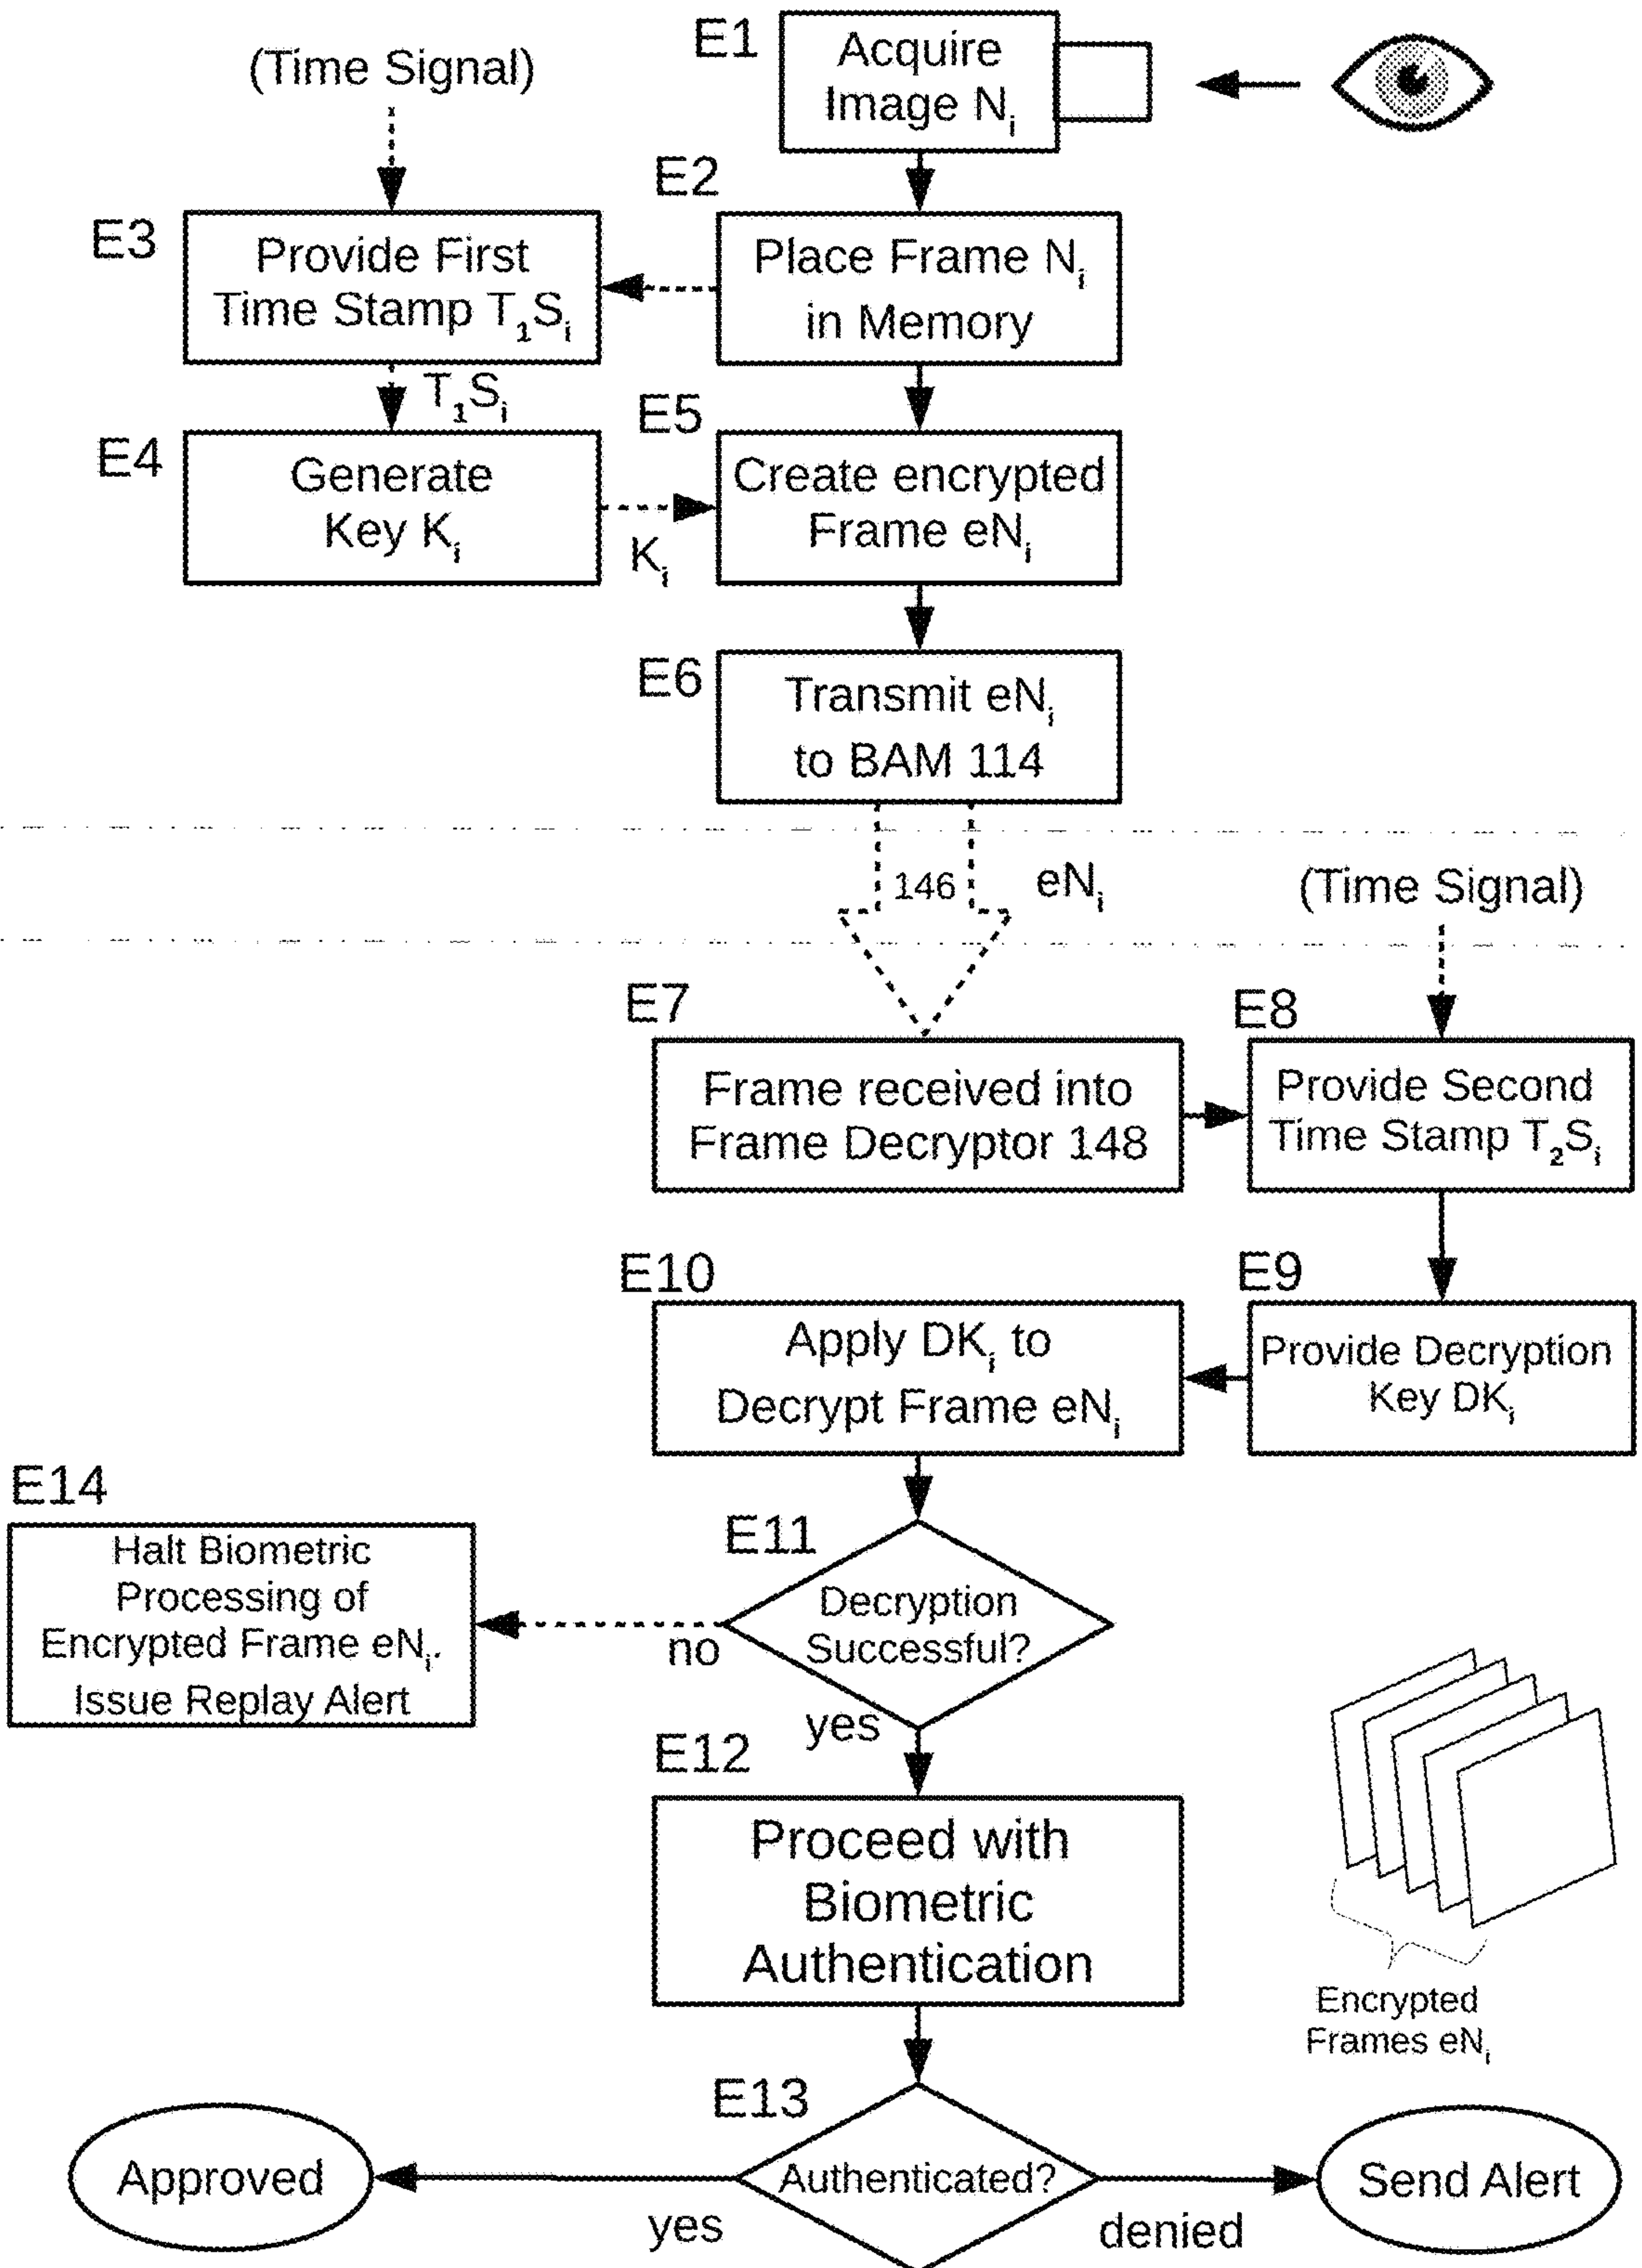 E1
Acquire
Image Ni
(Time Signal)
E2
Place Frame Ni
in Memory
E3
Provide First
Time Stamp T1Si
T1Si
E4
Generate
Key Ki
Ki
E5
Create encrypted
Frame eNi
E6
Transmit eNi
to BAM 114
146
eNi
(Time Signal)
E7
Frame received into
Frame Decryptor 148
E8
Provide Second
Time Stamp T2Si
E9
Provide Decryption
Key DKi
E10
Apply DKi to
Decrypt Frame eNi
E11
Decryption
Successful?
no
E14
Halt Biometric
Processing of
Encrypted Frame eNi.
Issue Replay Alert
yes
E12
Proceed with
Biometric
Authentication
Encrypted
Frames eNi
E13
Authenticated?
yes
Approved
denied
Send Alert